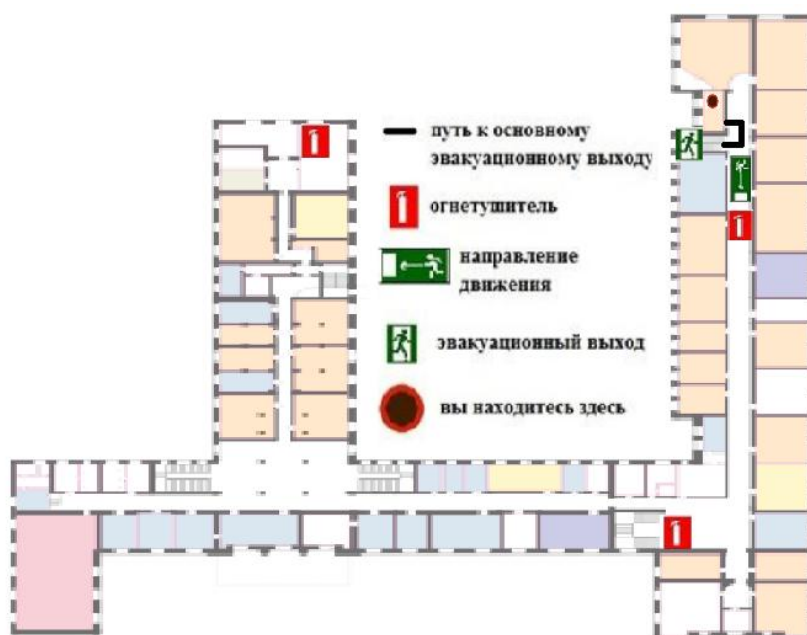 путь к основному
эвакуационному выходу
огнетушитель
направление
движения
эвакуационный выход
вы находитесь здесь